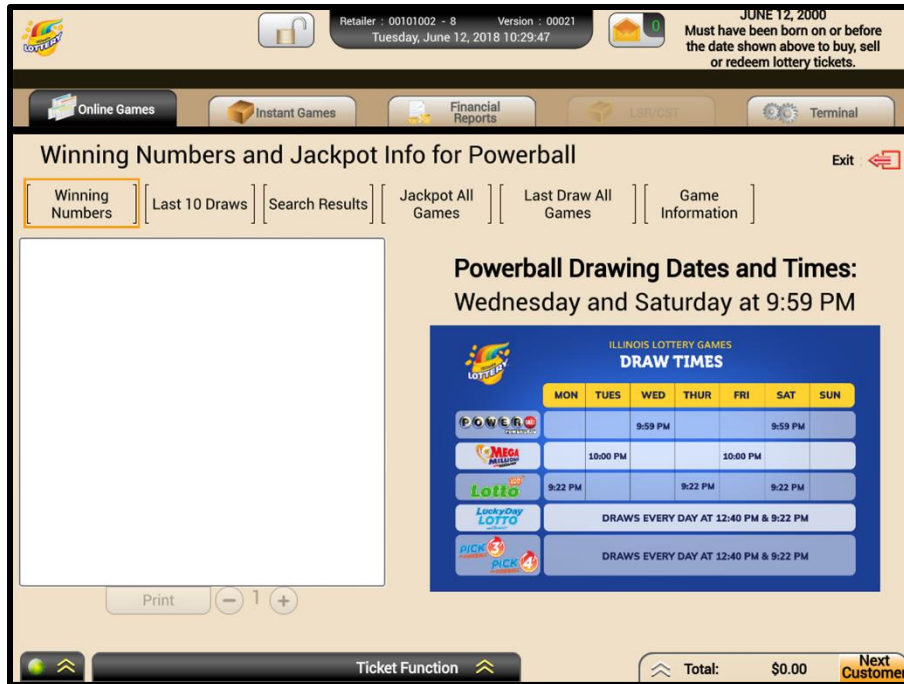 LOTTERY
Retailer : 00101002 - 8 Version : 00021
Tuesday, June 12, 2018 10:29:47
0
JUNE 12, 2000
Must have been born on or before
the date shown above to buy, sell
or redeem lottery tickets.
Online Games
Instant Games
Financial
Reports
LSR/CST
Terminal
Winning Numbers and Jackpot Info for Powerball
Exit
Winning
Numbers
Last 10 Draws
Search Results
Jackpot All
Games
Last Draw All
Games
Game
Information
Powerball Drawing Dates and Times:
Wednesday and Saturday at 9:59 PM
LOTTERY
ILLINOIS LOTTERY GAMES
DRAW TIMES
MON TUES WED THUR FRI SAT SUN
POWERBALL 9:59 PM 9:59 PM
MEGA
MILLIONS
10:00 PM 10:00 PM
Lotto 9:22 PM 9:22 PM 9:22 PM
LuckyDay
LOTTO
DRAWS EVERY DAY AT 12:40 PM & 9:22 PM
PICK 3
PICK 4
DRAWS EVERY DAY AT 12:40 PM & 9:22 PM
Print
1
Ticket Function
Total: $0.00
Next
Customer